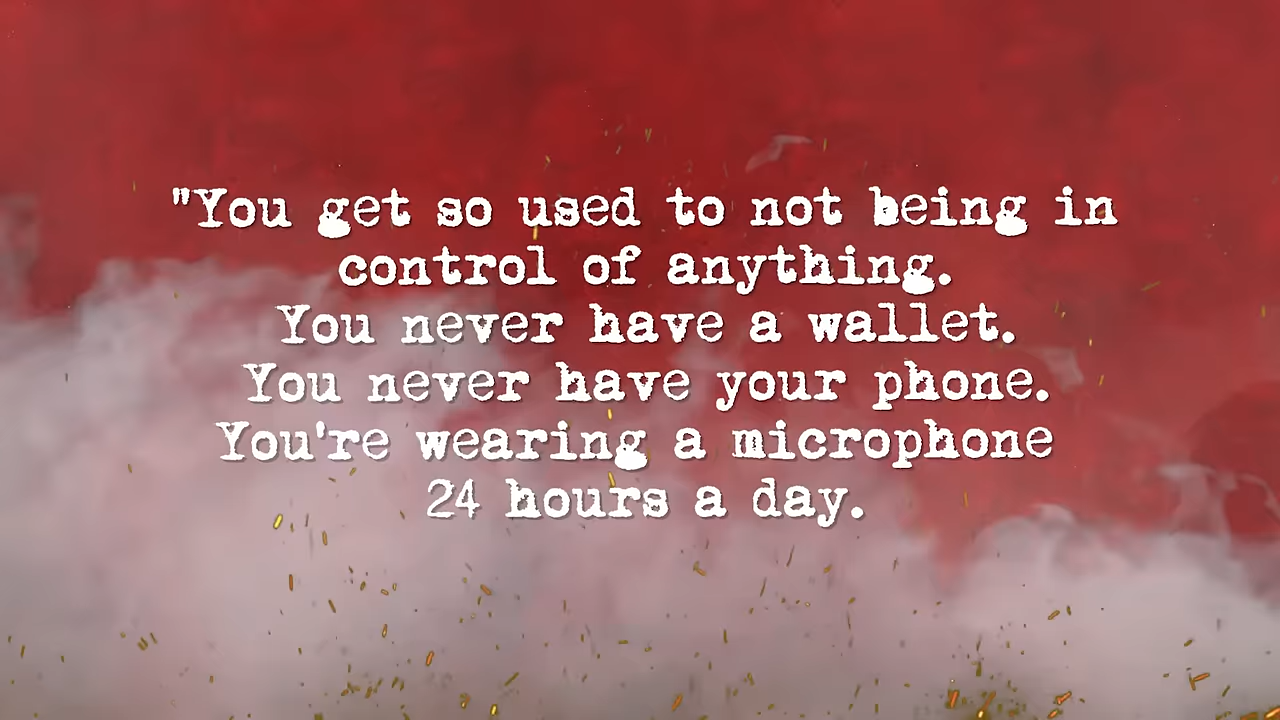 "You get so used to not being in
control of anything.
You never have a wallet.
You never have your phone.
You're wearing a microphone
24 hours a day.